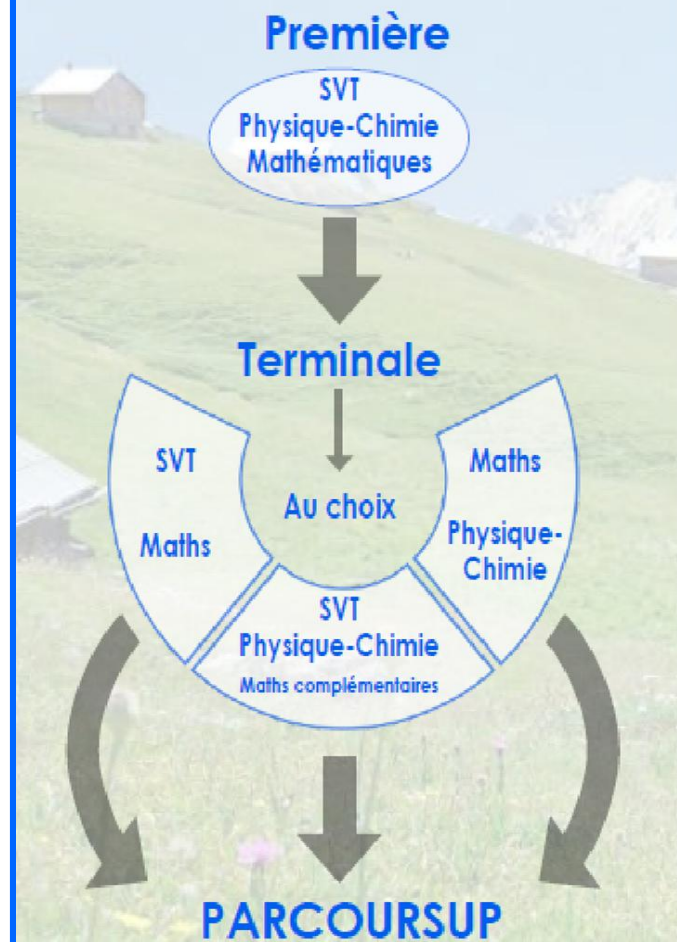 Première
SVT
Physique-Chimie
Mathématiques
Terminale
SVT
Maths
Au choix
Maths
Physique-
Chimie
SVT
Physique-Chimie
Maths complémentaires
PARCOURSUP